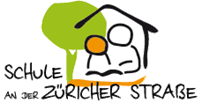 SCHULE
AN DER ZÜRICHER STRAßE